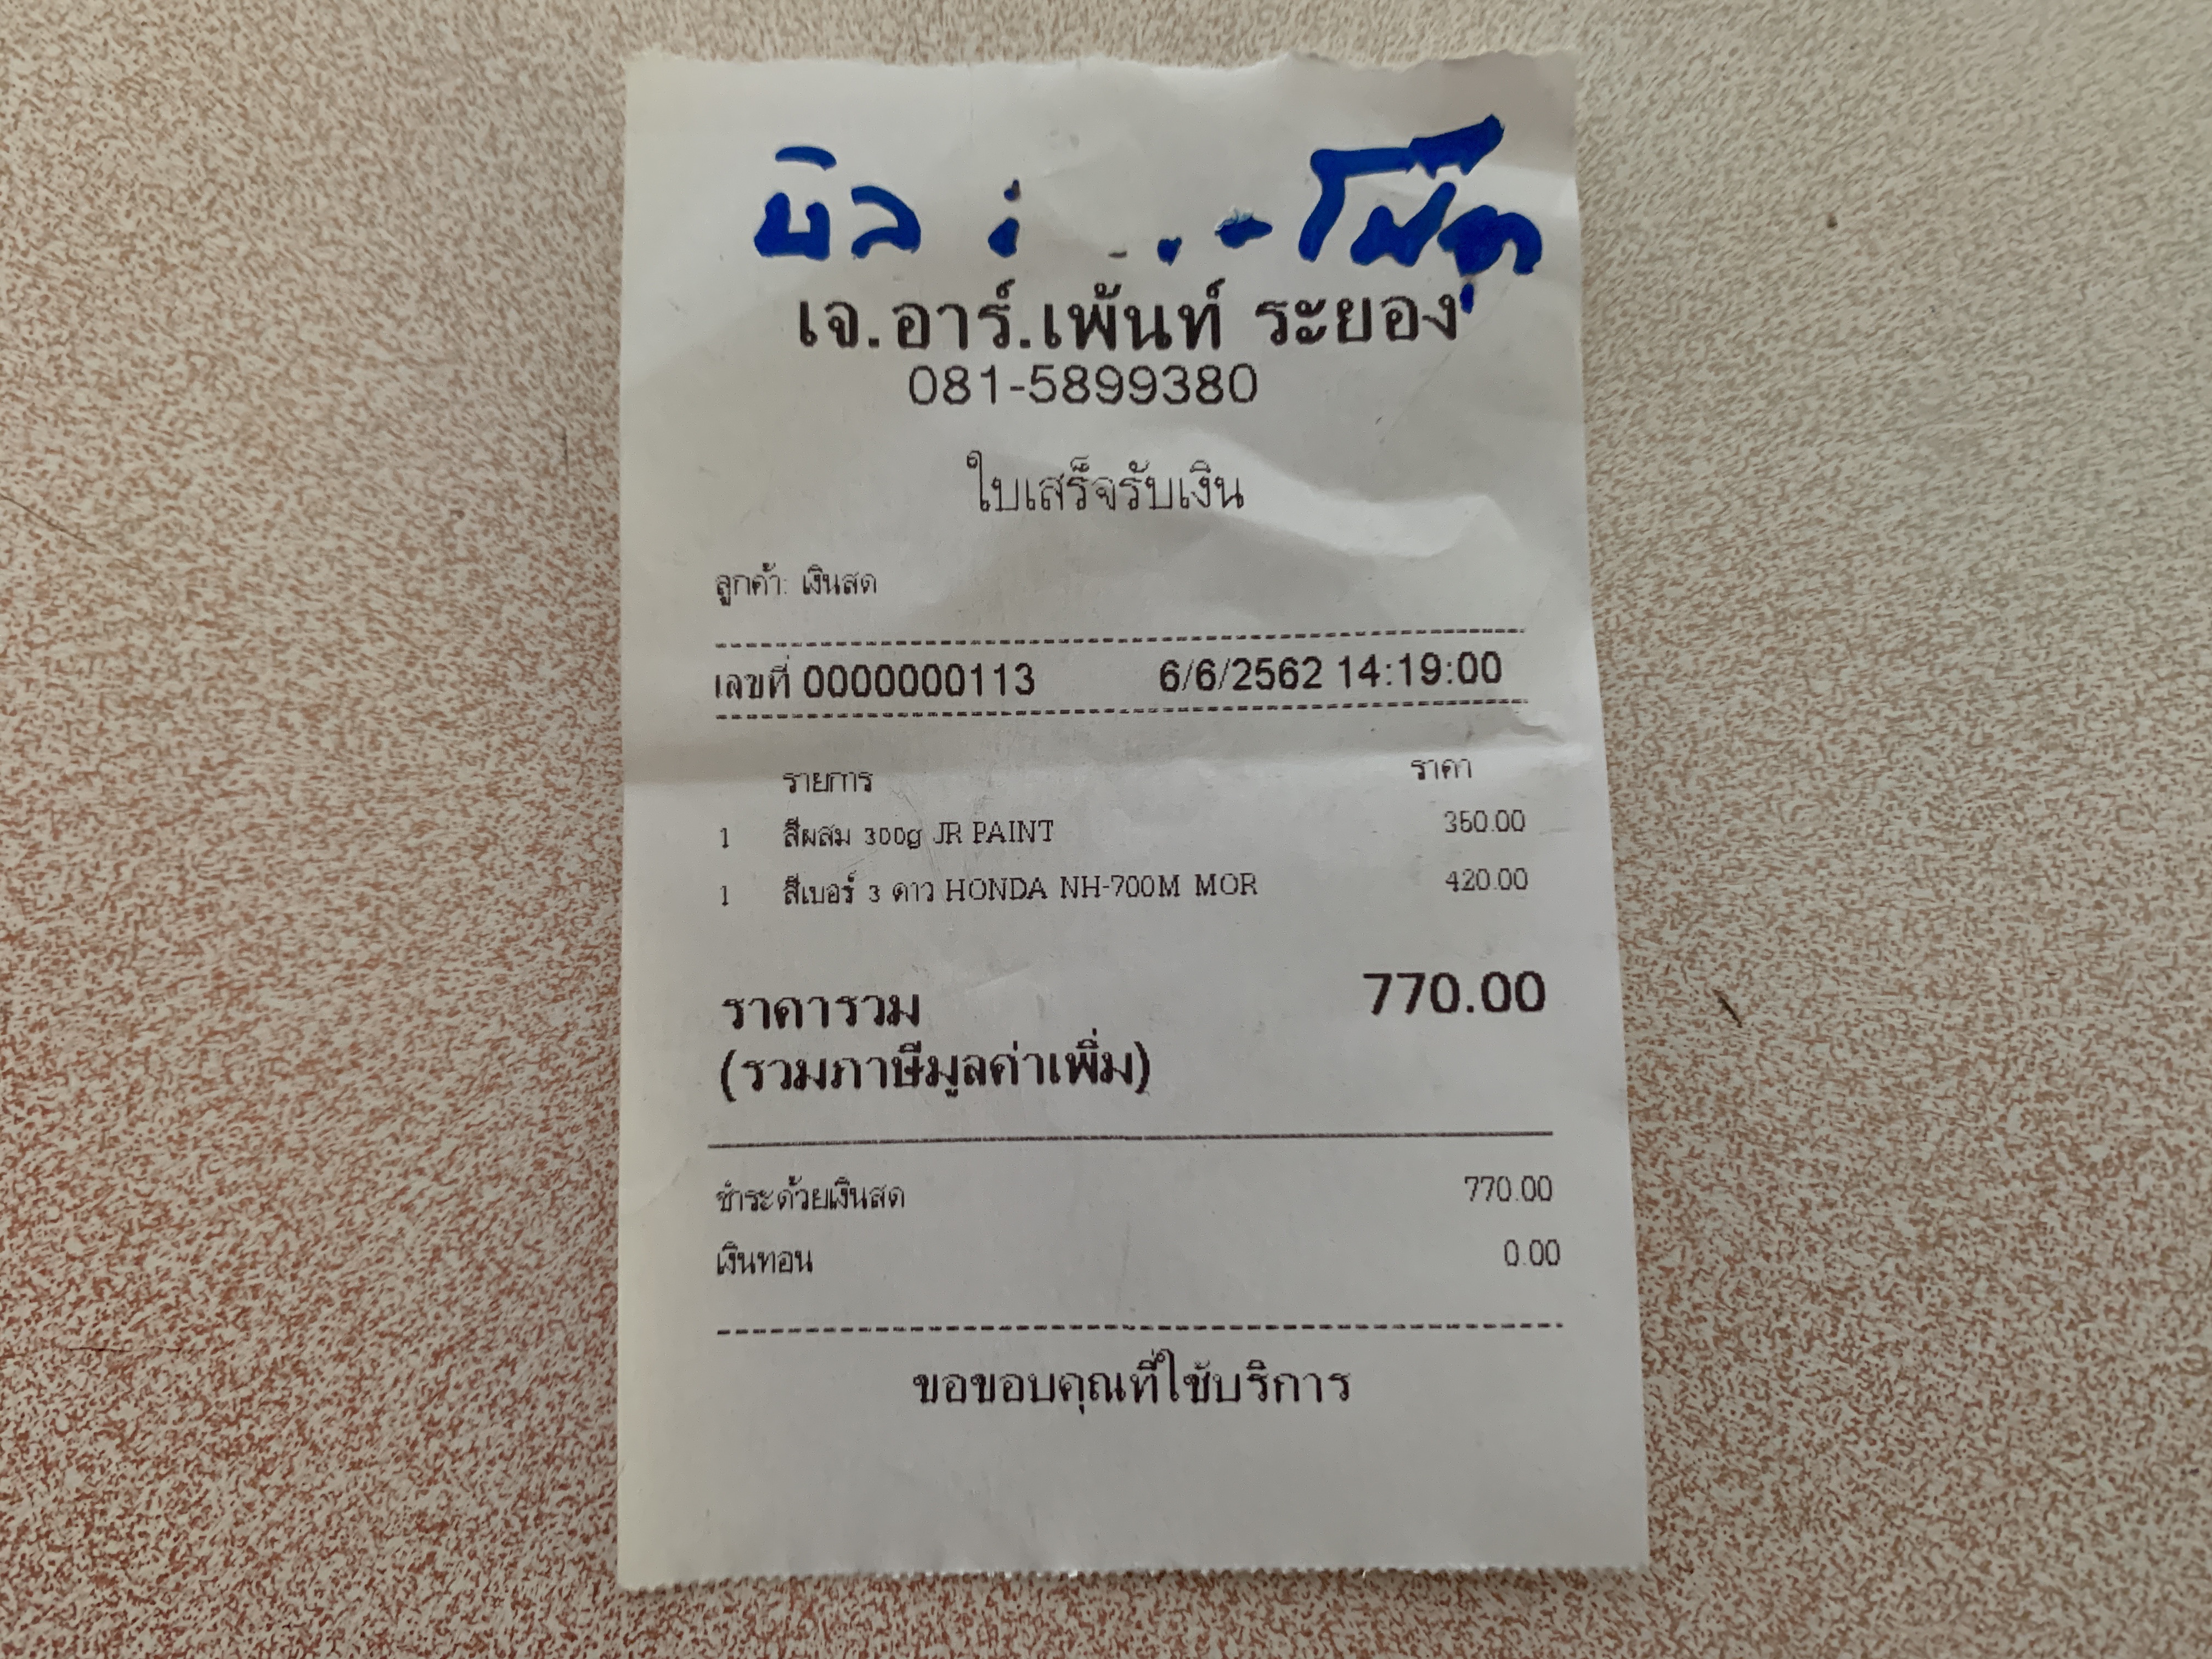 บิล
เจ.อาร์.เพ้นท์ ระยอง
081-5899380
ใบเสร็จรับเงิน
ลูกค้า: เงินสด
เลขที่ 0000000113 6/6/2562 14:19:00
รายการ ราคา
1 สีผสม 300g JR PAINT 350.00
1 สีเบอร์ 3 ดาว HONDA NH-700M MOR 420.00
ราคารวม 770.00
(รวมภาษีมูลค่าเพิ่ม)
ชำระด้วยเงินสด 770.00
เงินทอน 0.00
ขอขอบคุณที่ใช้บริการ